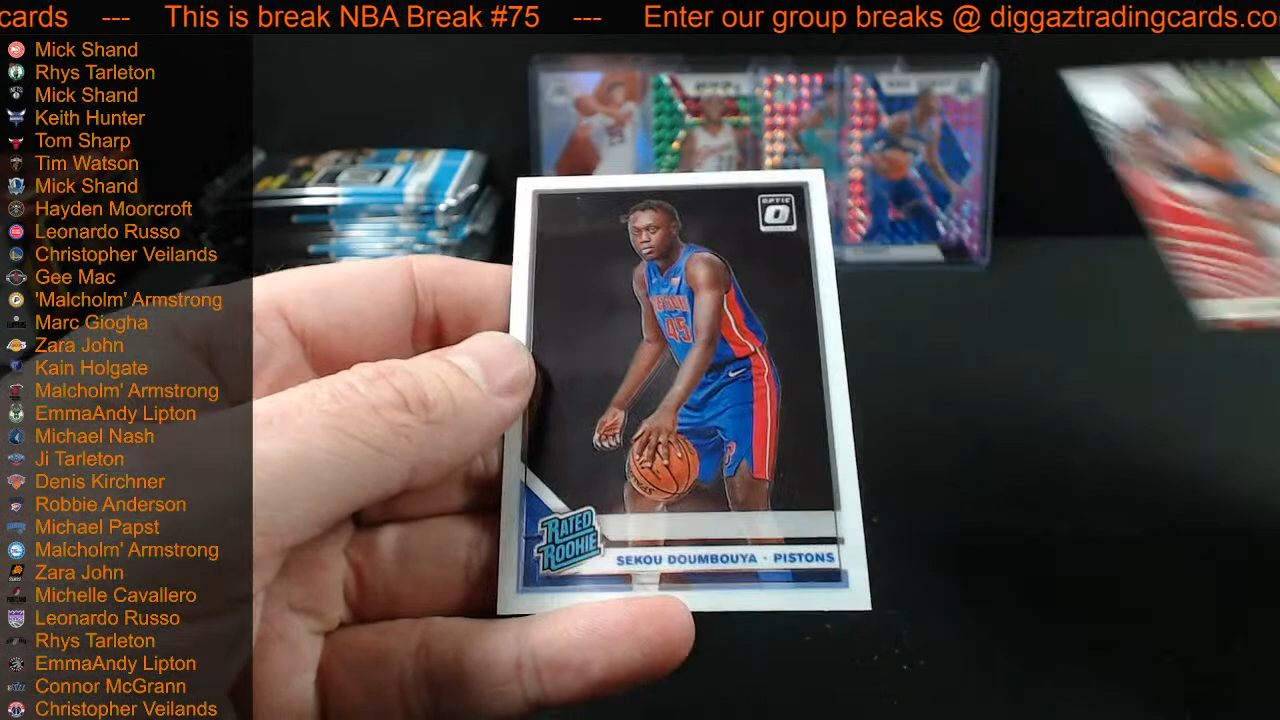 cards --- This is break NBA Break #75 --- Enter our group breaks @ diggaztradingcards.co
Mick Shand
Rhys Tarleton
Mick Shand
Keith Hunter
Tom Sharp
Tim Watson
Mick Shand
Hayden Moorcroft
Leonardo Russo
Christopher Veilands
Gee Mac
'Malcholm' Armstrong
Marc Giogha
Zara John
Kain Holgate
Malcholm' Armstrong
EmmaAndy Lipton
Michael Nash
Ji Tarleton
Denis Kirchner
Robbie Anderson
Michael Papst
Malcholm' Armstrong
Zara John
Michelle Cavallero
Leonardo Russo
Rhys Tarleton
EmmaAndy Lipton
Connor McGrann
Christopher Veilands
OPTIC
45
RATED
ROOKIE
SEKOU DOUMBOUYA - PISTONS